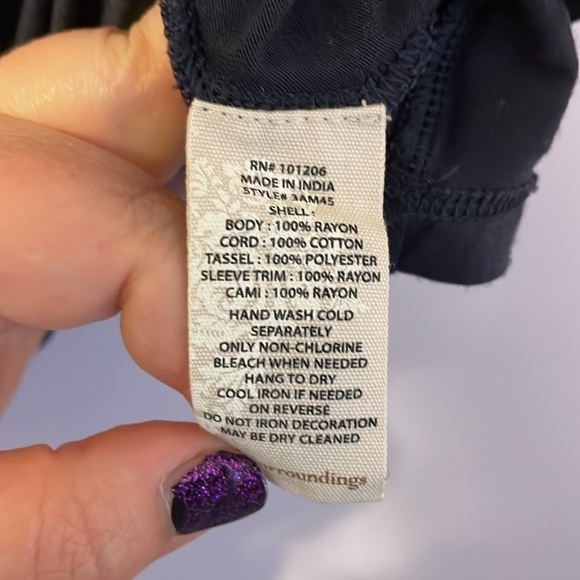 RN# 101206
MADE IN INDIA
STYLE# 3AM45
SHELL :
BODY : 100% RAYON
CORD : 100% COTTON
TASSEL : 100% POLYESTER
SLEEVE TRIM : 100% RAYON
CAMI : 100% RAYON
HAND WASH COLD
SEPARATELY
ONLY NON-CHLORINE
BLEACH WHEN NEEDED
HANG TO DRY
COOL IRON IF NEEDED
ON REVERSE
DO NOT IRON DECORATION
MAY BE DRY CLEANED